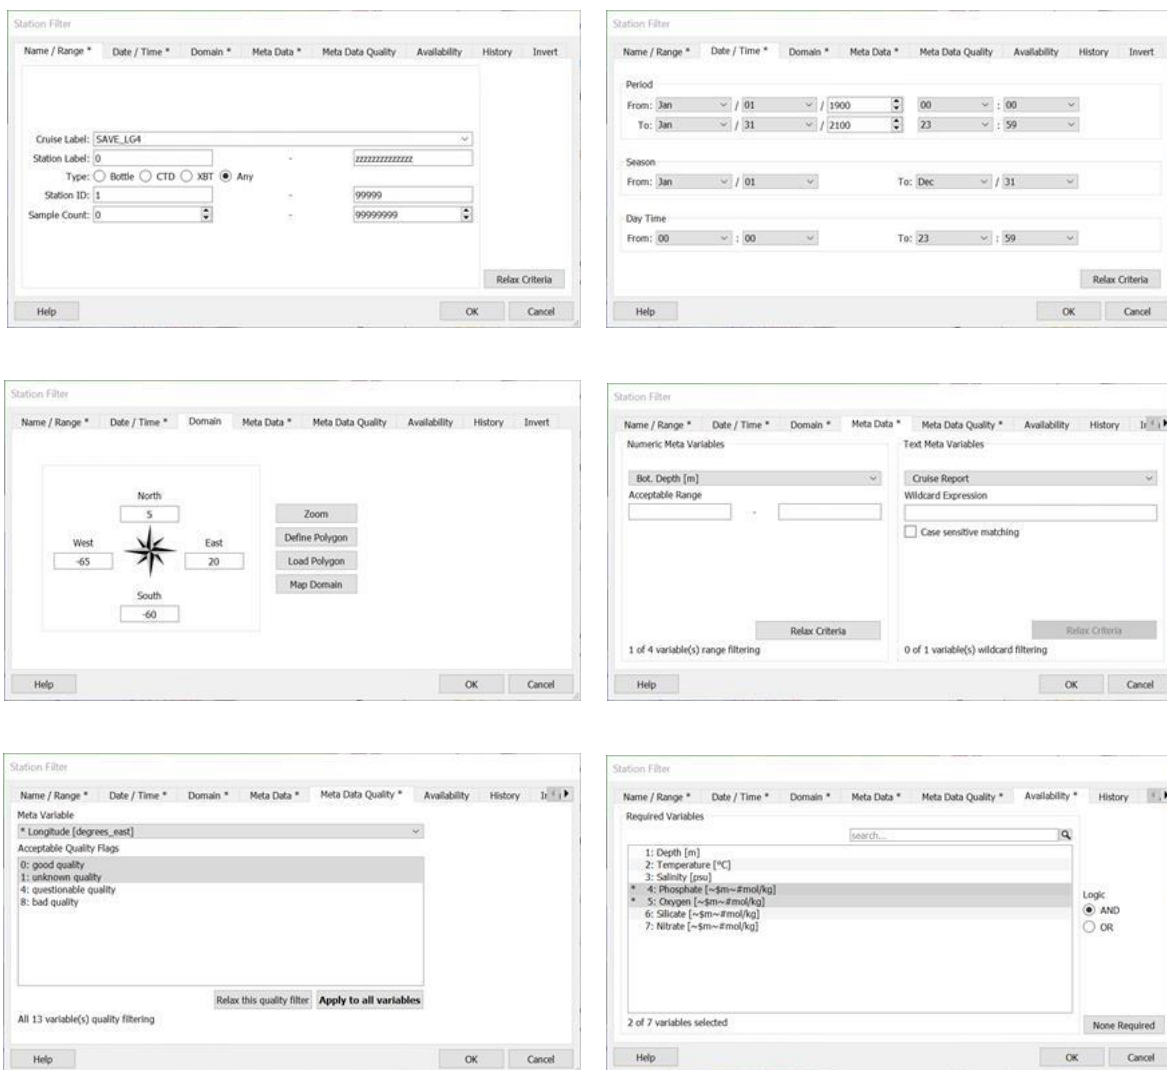 Station Filter
Name / Range * Date / Time * Domain * Meta Data * Meta Data Quality Availability History Invert
Cruise Label: SAVE_LG4
Station Label: 0 - zzzzzzzzzzzzzz
Type: Bottle CTD XBT Any
Station ID: 1 - 99999
Sample Count: 0 - 99999999
Relax Criteria
Help OK Cancel
Station Filter
Name / Range * Date / Time * Domain * Meta Data * Meta Data Quality Availability History Invert
Period
From: Jan / 01 / 1900 00 : 00
To: Jan / 31 / 2100 23 : 59
Season
From: Jan / 01 To: Dec / 31
Day Time
From: 00 : 00 To: 23 : 59
Relax Criteria
Help OK Cancel
Station Filter
Name / Range * Date / Time * Domain Meta Data * Meta Data Quality Availability History Invert
North
5
Zoom
West East
Define Polygon
-65 20
Load Polygon
Map Domain
South
-60
Help OK Cancel
Station Filter
Name / Range * Date / Time * Domain * Meta Data * Meta Data Quality * Availability History
Numeric Meta Variables Text Meta Variables
Bot. Depth [m] Cruise Report
Acceptable Range Wildcard Expression
-
Case sensitive matching
Relax Criteria Relax Criteria
1 of 4 variable(s) range filtering 0 of 1 variable(s) wildcard filtering
Help OK Cancel
Station Filter
Name / Range * Date / Time * Domain * Meta Data * Meta Data Quality * Availability History
Meta Variable
* Longitude [degrees_east]
Acceptable Quality Flags
0: good quality
1: unknown quality
4: questionable quality
8: bad quality
Relax this quality filter Apply to all variables
All 13 variable(s) quality filtering
Help OK Cancel
Station Filter
Name / Range * Date / Time * Domain * Meta Data * Meta Data Quality * Availability * History
Required Variables
search...
1: Depth [m]
2: Temperature [°C]
3: Salinity [psu]
* 4: Phosphate [~$m~#mol/kg]
* 5: Oxygen [~$m~#mol/kg]
6: Silicate [~$m~#mol/kg]
7: Nitrate [~$m~#mol/kg]
Logic
AND
OR
2 of 7 variables selected
None Required
Help OK Cancel